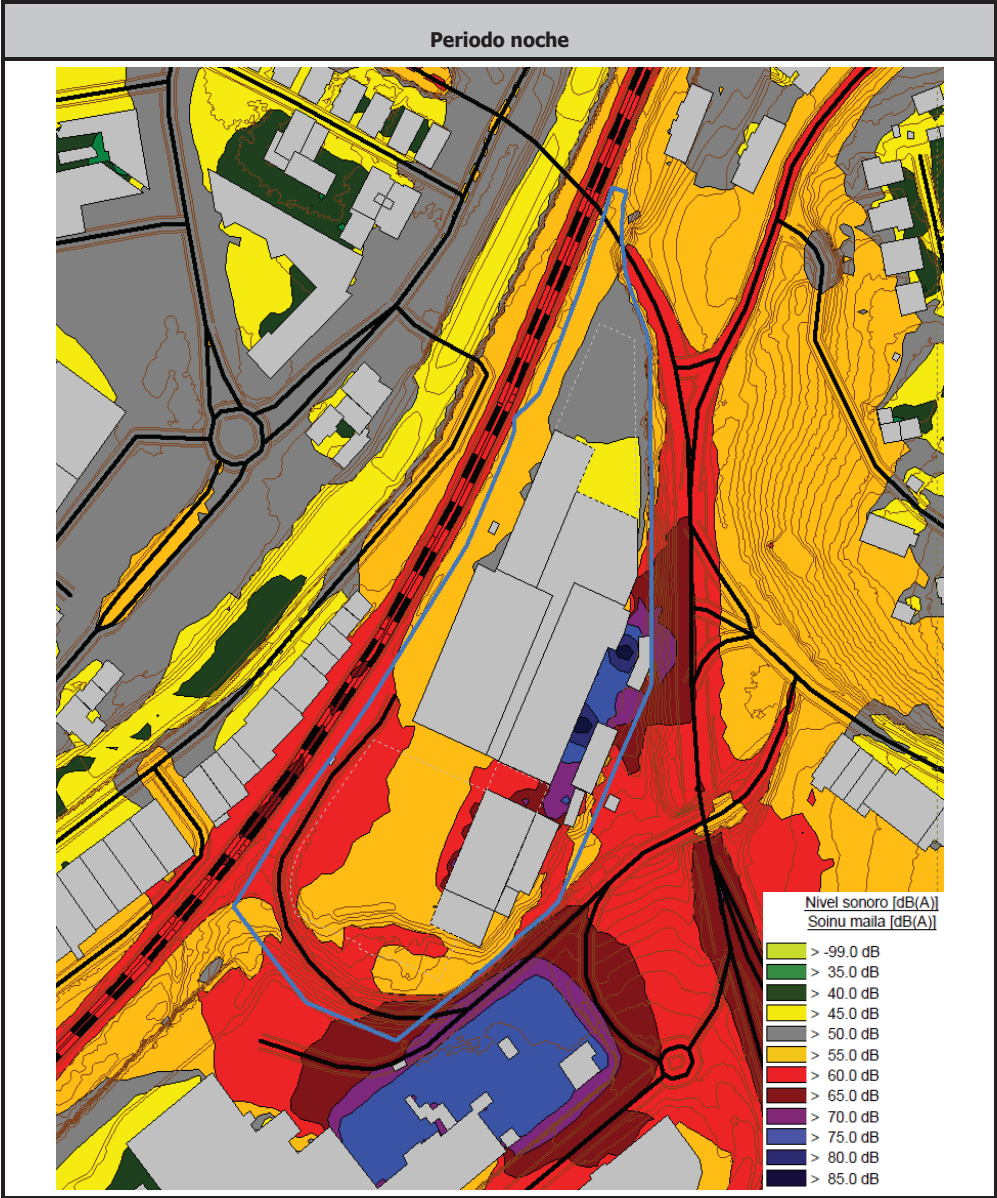 Periodo noche
Nivel sonoro [dB(A)]
Soinu maila [dB(A)]
> -99.0 dB
> 35.0 dB
> 40.0 dB
> 45.0 dB
> 50.0 dB
> 55.0 dB
> 60.0 dB
> 65.0 dB
> 70.0 dB
> 75.0 dB
> 80.0 dB
> 85.0 dB